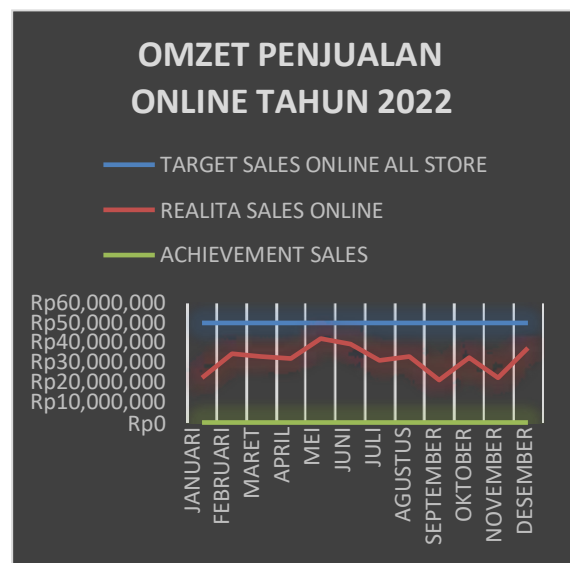 OMZET PENJUALAN
ONLINE TAHUN 2022
TARGET SALES ONLINE ALL STORE
REALITA SALES ONLINE
ACHIEVEMENT SALES
Rp60,000,000
Rp50,000,000
Rp40,000,000
Rp30,000,000
Rp20,000,000
Rp10,000,000
Rp0
JANUARI
FEBRUARI
MARET
APRIL
MEI
JUNI
JULI
AGUSTUS
SEPTEMBER
OKTOBER
NOVEMBER
DESEMBER